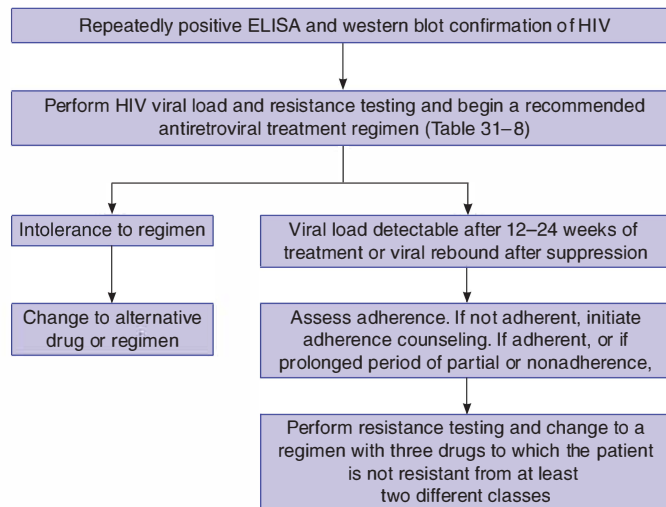 Repeatedly positive ELISA and western blot confirmation of HIV
Perform HIV viral load and resistance testing and begin a recommended
antiretroviral treatment regimen (Table 31–8)
Intolerance to regimen
Change to alternative
drug or regimen
Viral load detectable after 12–24 weeks of
treatment or viral rebound after suppression
Assess adherence. If not adherent, initiate
adherence counseling. If adherent, or if
prolonged period of partial or nonadherence,
Perform resistance testing and change to a
regimen with three drugs to which the patient
is not resistant from at least
two different classes